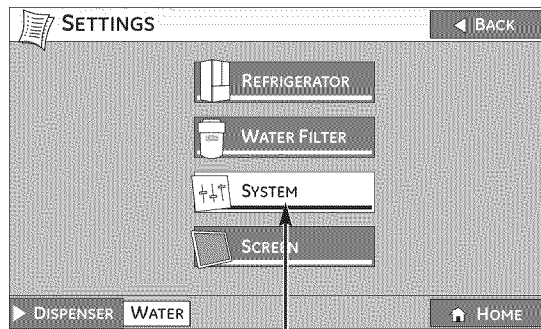 SETTINGS
BACK
REFRIGERATOR
WATER FILTER
SYSTEM
SCREEN
DISPENSER WATER
HOME